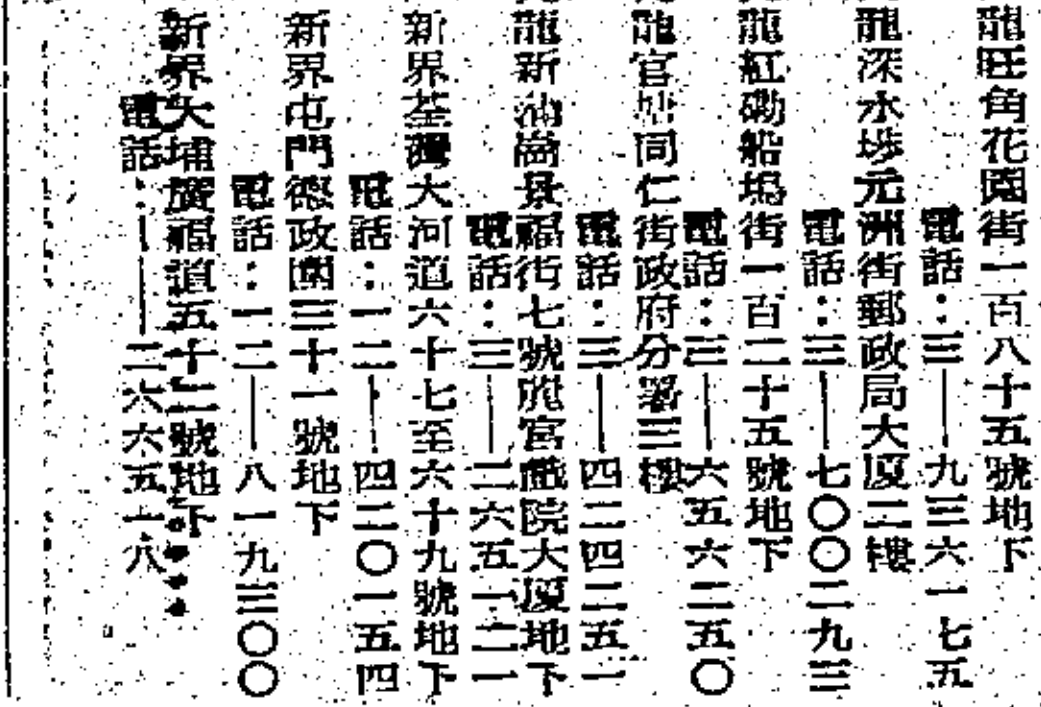 龍旺角花園街一百八十五號地下
電話：三——九三六一七五
龍深水埗元洲街郵政局大厦二樓
電話：三——七〇〇二九三
龍紅磡船塢街一百二十五號地下
電話：三——六五六二五〇
龍官塘同仁街政府分署三樓
電話：三——四二四二五一
龍新蒲崗景福街七號麗宮戲院大厦地下
電話：三——二六五一二一
新界荃灣大河道六十七至六十九號地下
電話：一二——四二〇一五四
新界屯門德政圍三十一號地下
電話：一二——八一九三〇〇
新界大埔廣福道五十二號地下
電話：——二六六五一八